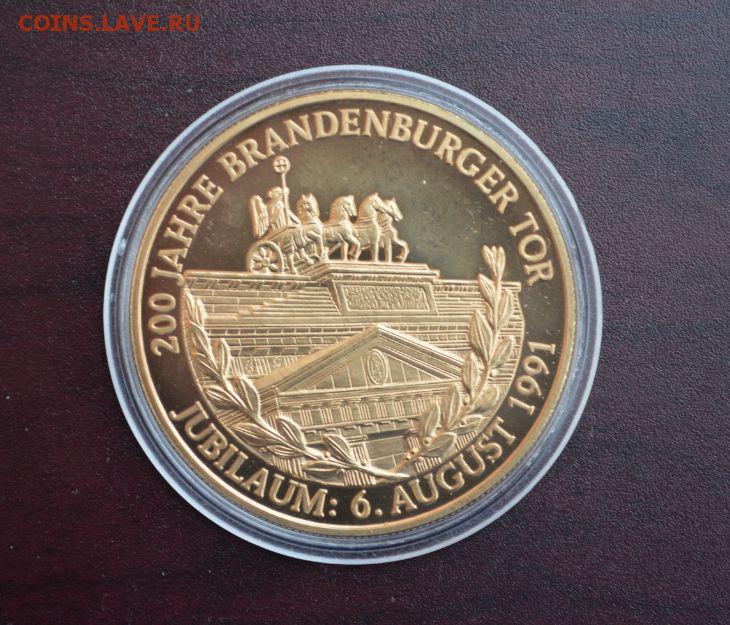 COINS.LAVE.RU
200 JAHRE BRANDENBURGER TOR
JUBILAUM: 6. AUGUST 1991